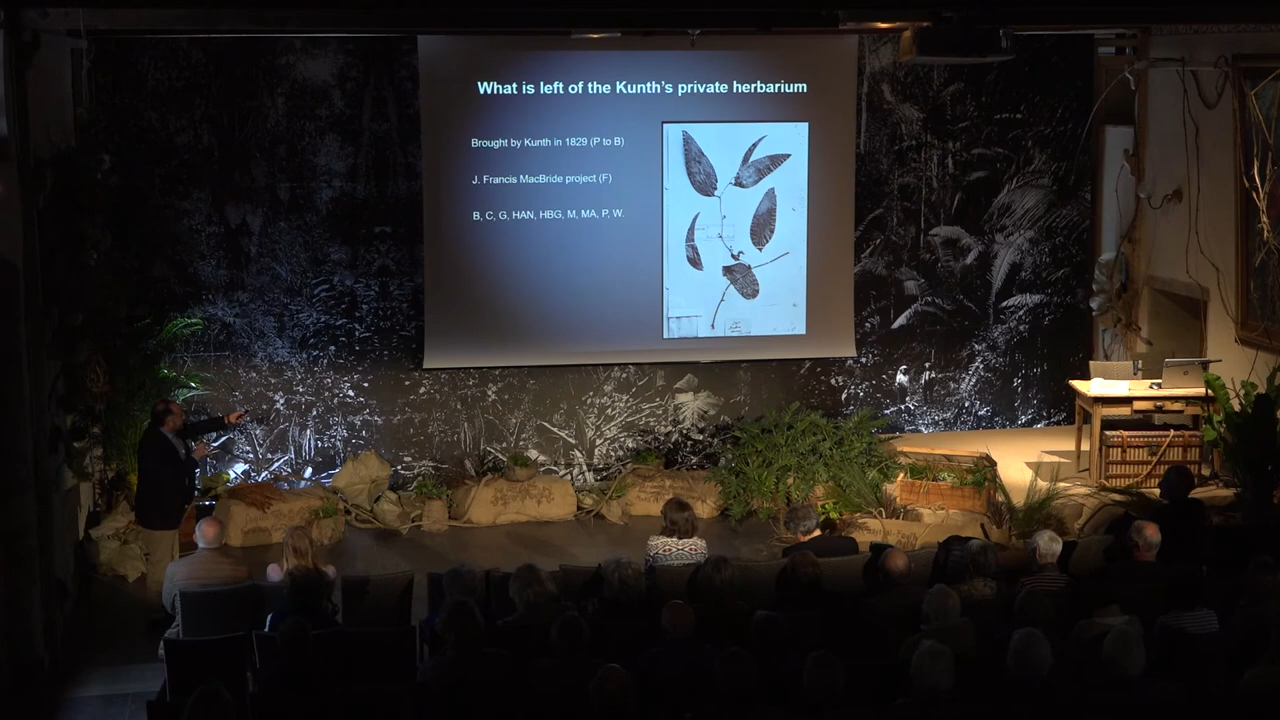 What is left of the Kunth's private herbarium
Brought by Kunth in 1829 (P to B)
J. Francis MacBride project (F)
B, C, G, HAN, HBG, M, MA, P, W.